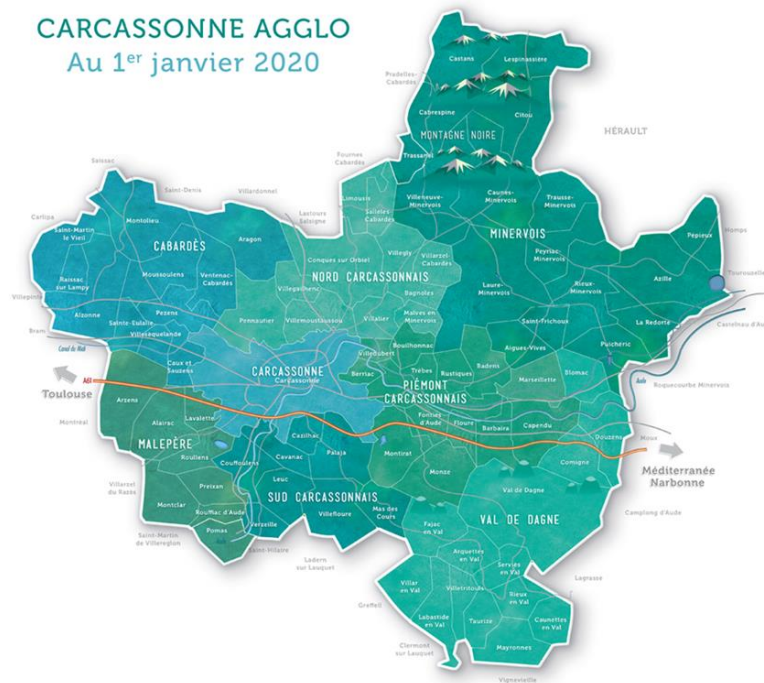 CARCASSONNE AGGLO
Au 1er janvier 2020
Castans
Lespinassière
Pradelles-
Cabardès
Cabrespine
Citou
HÉRAULT
MONTAGNE NOIRE
Trassanel
Fournes
Cabardès
Saissac
Saint-Denis
Villardonnel
Limousis
Sallèles-
Cabardès
Villeneuve-
Minervois
Caunes-
Minervois
Trausse-
Minervois
Lastours
Salsigne
Carlipa
Saint-Martin
le Vieil
Montolieu
CABARDÈS
Aragon
MINERVOIS
Pépieux
Homps
Conques sur Orbiel
Villegly
Villarzel-
Cabardès
Peyriac-
Minervois
Raissac
sur Lampy
Moussoulens
Ventenac-
Cabardès
NORD CARCASSONNAIS
Azille
Tourouzelle
Villegailhenc
Bagnoles
Laure-
Minervois
Rieux-
Minervois
Villepinte
Alzonne
Pezens
Sainte-Eulalie
Villesèquelande
Pennautier
Villemoustaussou
Villalier
Malves en
Minervois
Saint-Frichoux
La Redorte
Castelnau d'Au
Bram
Canal du Midi
Bouilhonnac
Puichéric
Aigues-Vives
Villedubert
Caux et
Sauzens
CARCASSONNE
Carcassonne
Berriac
Trèbes
Rustiques
Badens
Marseillette
Blomac
Aude
Roquecourbe Minervois
Toulouse
A61
PIÉMONT
CARCASSONNAIS
Arzens
Fontiès-
d'Aude
Floure
Barbaira
Capendu
Montréal
Alairac
Lavalette
Douzens
Moux
MALEPÈRE
Cazilhac
Roullens
Couffoulens
Cavanac
Palaja
Montirat
Monze
Comigne
Méditerranée
Narbonne
Villarzel
du Razès
Preixan
Leuc
Val de Dagne
Montclar
Rouffiac d'Aude
SUD CARCASSONNAIS
Villefloure
Mas des
Cours
VAL DE DAGNE
Camplong d'Aude
Pomas
Aude
Verzeille
Fajac
en Val
Saint-Martin
de Villereglan
Saint-Hilaire
Ladern
sur Lauquet
Arquettes
en Val
Serviès
en Val
Lagrasse
Villar
en Val
Villetritouls
Rieux
en Val
Greffeil
Labastide
en Val
Taurize
Caunettes
en Val
Clermont
sur Lauquet
Mayronnes
Vignevieille